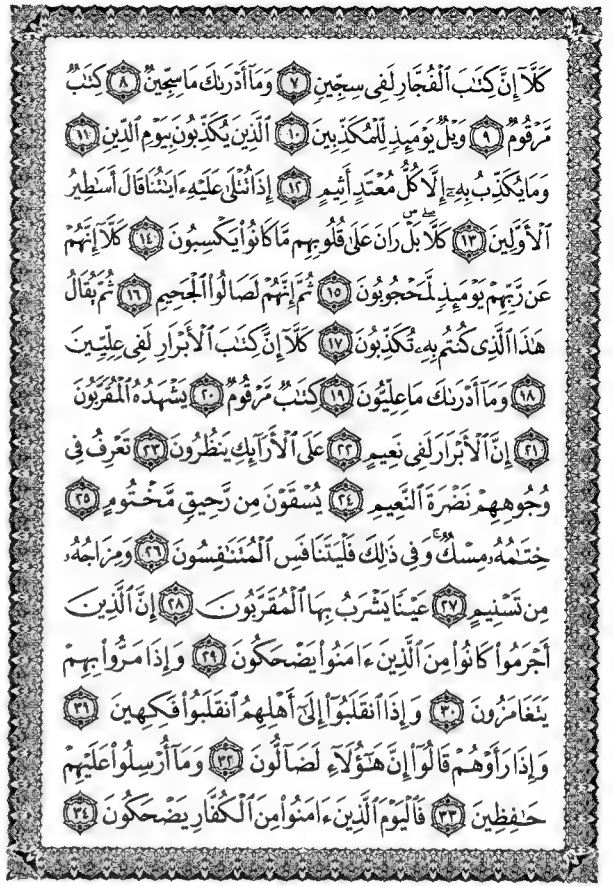 كَلَّآ إِنَّ كِتَٰبَ ٱلْفُجَّارِ لَفِى سِجِّينٍ ٧ وَمَآ أَدْرَىٰكَ مَا سِجِّينٌ ٨ كِتَٰبٌ
مَّرْقُومٌ ٩ وَيْلٌ يَوْمَئِذٍ لِّلْمُكَذِّبِينَ ١٠ ٱلَّذِينَ يُكَذِّبُونَ بِيَوْمِ ٱلدِّينِ ١١
وَمَا يُكَذِّبُ بِهِۦٓ إِلَّا كُلُّ مُعْتَدٍ أَثِيمٍ ١٢ إِذَا تُتْلَىٰ عَلَيْهِ ءَايَٰتُنَا قَالَ أَسَٰطِيرُ
ٱلْأَوَّلِينَ ١٣ كَلَّا ۖ بَلْ ۜ رَانَ عَلَىٰ قُلُوبِهِم مَّا كَانُوا۟ يَكْسِبُونَ ١٤ كَلَّآ إِنَّهُمْ
عَن رَّبِّهِمْ يَوْمَئِذٍ لَّمَحْجُوبُونَ ١٥ ثُمَّ إِنَّهُمْ لَصَالُوا۟ ٱلْجَحِيمِ ١٦ ثُمَّ يُقَالُ
هَٰذَا ٱلَّذِى كُنتُم بِهِۦ تُكَذِّبُونَ ١٧ كَلَّآ إِنَّ كِتَٰبَ ٱلْأَبْرَارِ لَفِى عِلِّيِّينَ
١٨ وَمَآ أَدْرَىٰكَ مَا عِلِّيُّونَ ١٩ كِتَٰبٌ مَّرْقُومٌ ٢٠ يَشْهَدُهُ ٱلْمُقَرَّبُونَ
٢١ إِنَّ ٱلْأَبْرَارَ لَفِى نَعِيمٍ ٢٢ عَلَى ٱلْأَرَآئِكِ يَنظُرُونَ ٢٣ تَعْرِفُ فِى
وُجُوهِهِمْ نَضْرَةَ ٱلنَّعِيمِ ٢٤ يُسْقَوْنَ مِن رَّحِيقٍ مَّخْتُومٍ ٢٥
خِتَٰمُهُۥ مِسْكٌ ۚ وَفِى ذَٰلِكَ فَلْيَتَنَافَسِ ٱلْمُتَنَٰفِسُونَ ٢٦ وَمِزَاجُهُۥ
مِن تَسْنِيمٍ ٢٧ عَيْنًا يَشْرَبُ بِهَا ٱلْمُقَرَّبُونَ ٢٨ إِنَّ ٱلَّذِينَ
أَجْرَمُوا۟ كَانُوا۟ مِنَ ٱلَّذِينَ ءَامَنُوا۟ يَضْحَكُونَ ٢٩ وَإِذَا مَرُّوا۟ بِهِمْ
يَتَغَامَزُونَ ٣٠ وَإِذَا ٱنقَلَبُوٓا۟ إِلَىٰٓ أَهْلِهِمُ ٱنقَلَبُوا۟ فَكِهِينَ ٣١
وَإِذَا رَأَوْهُمْ قَالُوٓا۟ إِنَّ هَٰٓؤُلَآءِ لَضَآلُّونَ ٣٢ وَمَآ أُرْسِلُوا۟ عَلَيْهِمْ
حَٰفِظِينَ ٣٣ فَٱلْيَوْمَ ٱلَّذِينَ ءَامَنُوا۟ مِنَ ٱلْكُفَّارِ يَضْحَكُونَ ٣٤